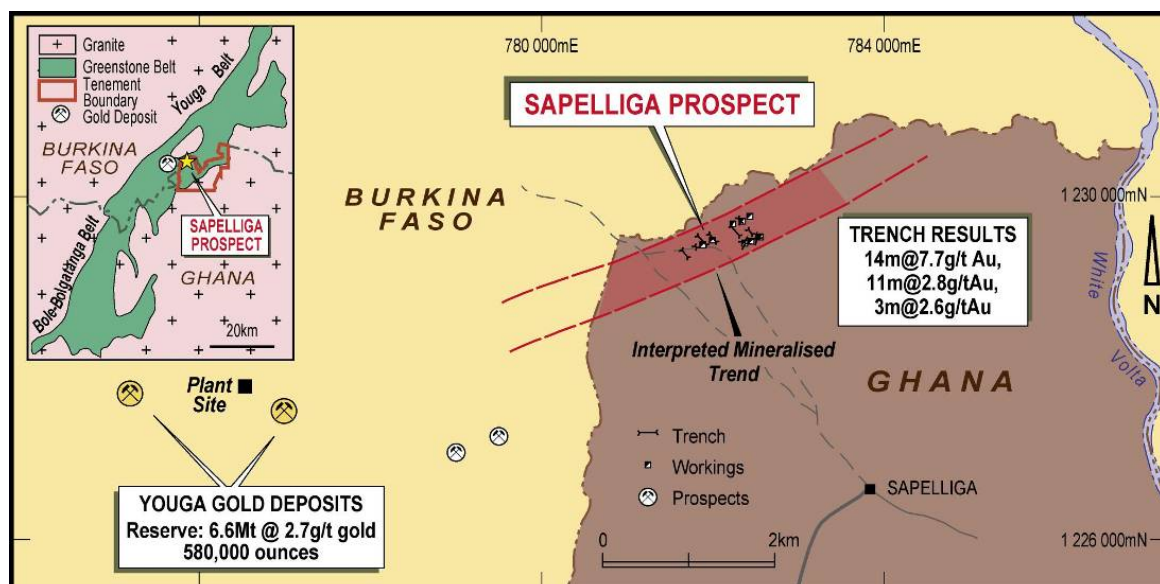 Granite
Greenstone Belt
Tenement
Boundary
Gold Deposit
Youga Belt
BURKINA
FASO
SAPELLIGA
PROSPECT
GHANA
Bole-Bolgatanga Belt
20km
780 000mE
784 000mE
SAPELLIGA PROSPECT
BURKINA
FASO
1 230 000mN
TRENCH RESULTS
14m@7.7g/t Au,
11m@2.8g/tAu,
3m@2.6g/tAu
N
White
Volta
Interpreted Mineralised
Trend
GHANA
Plant
Site
Trench
Workings
Prospects
SAPELLIGA
YOUGA GOLD DEPOSITS
Reserve: 6.6Mt @ 2.7g/t gold
580,000 ounces
0
2km
1 226 000mN